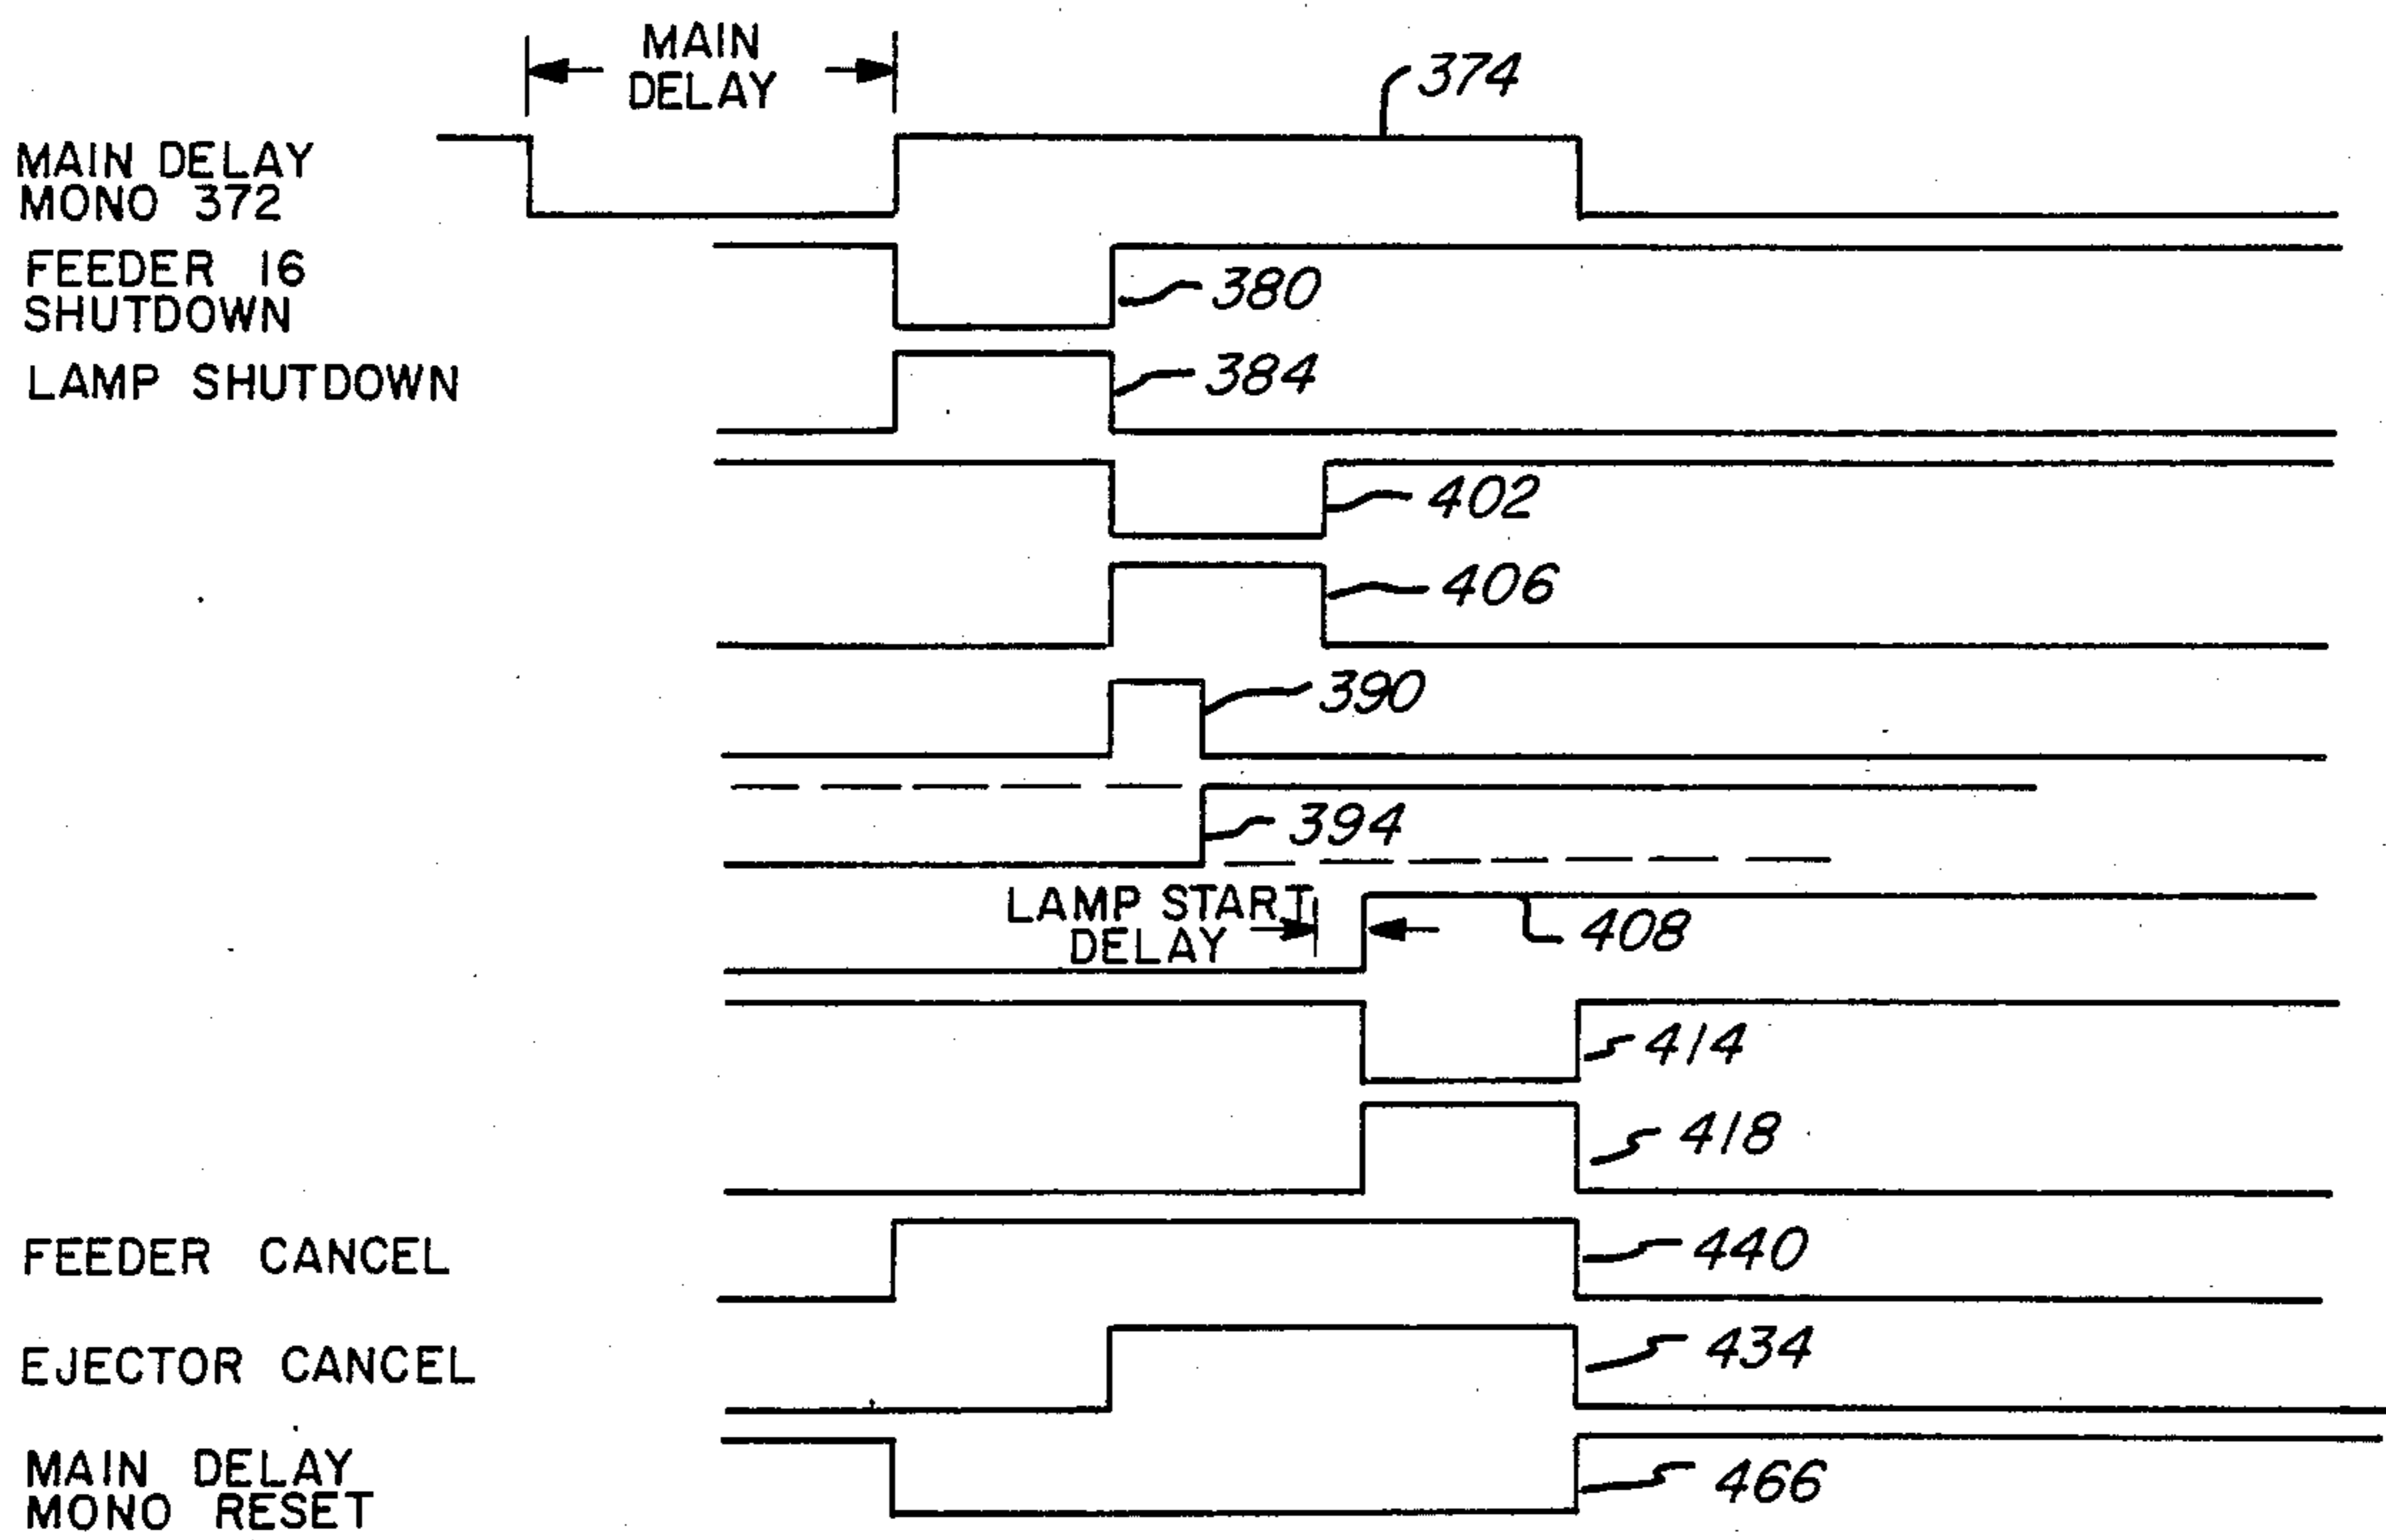 MAIN
DELAY
374
MAIN DELAY
MONO 372
FEEDER 16
SHUTDOWN
380
LAMP SHUTDOWN
384
402
406
390
394
LAMP START
DELAY
408
414
418
FEEDER CANCEL
440
EJECTOR CANCEL
434
MAIN DELAY
MONO RESET
466